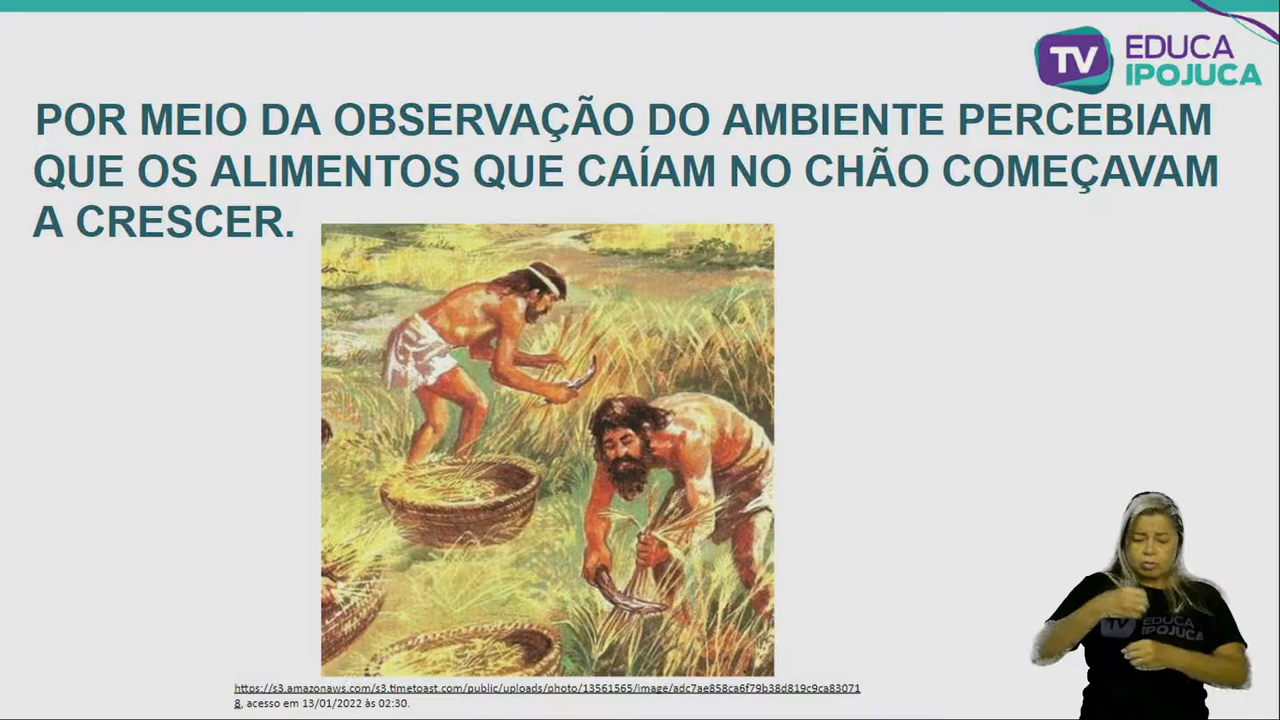 TV EDUCA
IPOJUCA
POR MEIO DA OBSERVAÇÃO DO AMBIENTE PERCEBIAM
QUE OS ALIMENTOS QUE CAÍAM NO CHÃO COMEÇAVAM
A CRESCER.
TV EDUCA
IPOJUCA
https://s3.amazonaws.com/s3.timetoast.com/public/uploads/photo/13561565/image/adc7ae858ca6f79b38d819c9ca83071
8, acesso em 13/01/2022 às 02:30.